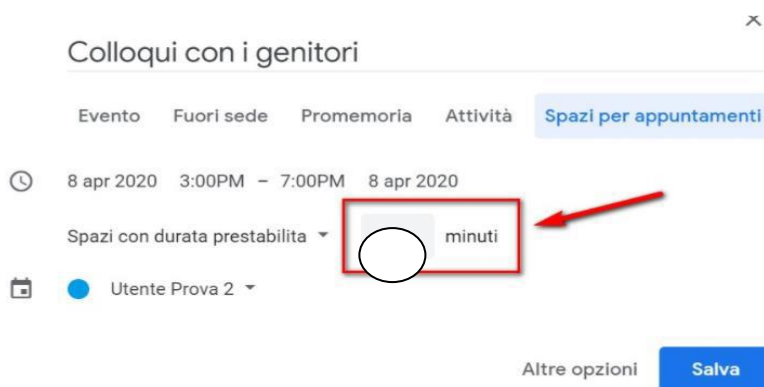 Colloqui con i genitori
Evento Fuori sede Promemoria Attività Spazi per appuntamenti
8 apr 2020 3:00PM – 7:00PM 8 apr 2020
Spazi con durata prestabilita minuti
Utente Prova 2
Altre opzioni Salva